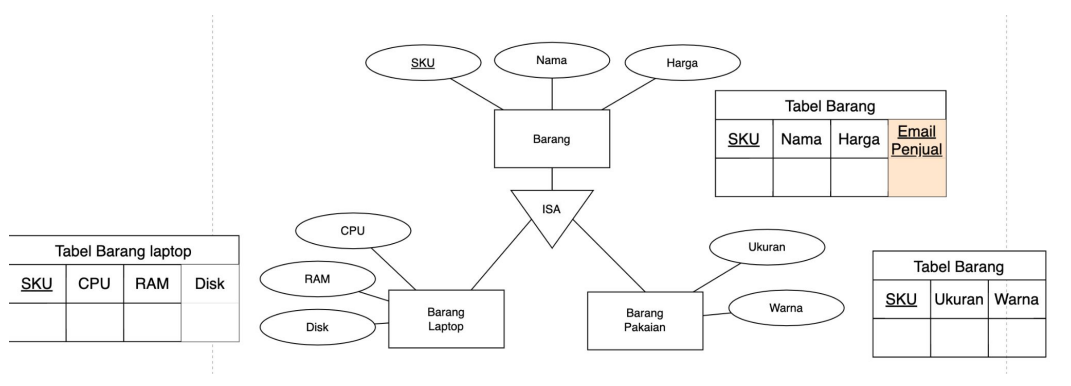 SKU
Nama
Harga
Barang
ISA
Tabel Barang
SKU Nama Harga Email
Penjual
Tabel Barang laptop
SKU CPU RAM Disk
CPU
RAM
Disk
Barang
Laptop
Ukuran
Warna
Barang
Pakaian
Tabel Barang
SKU Ukuran Warna